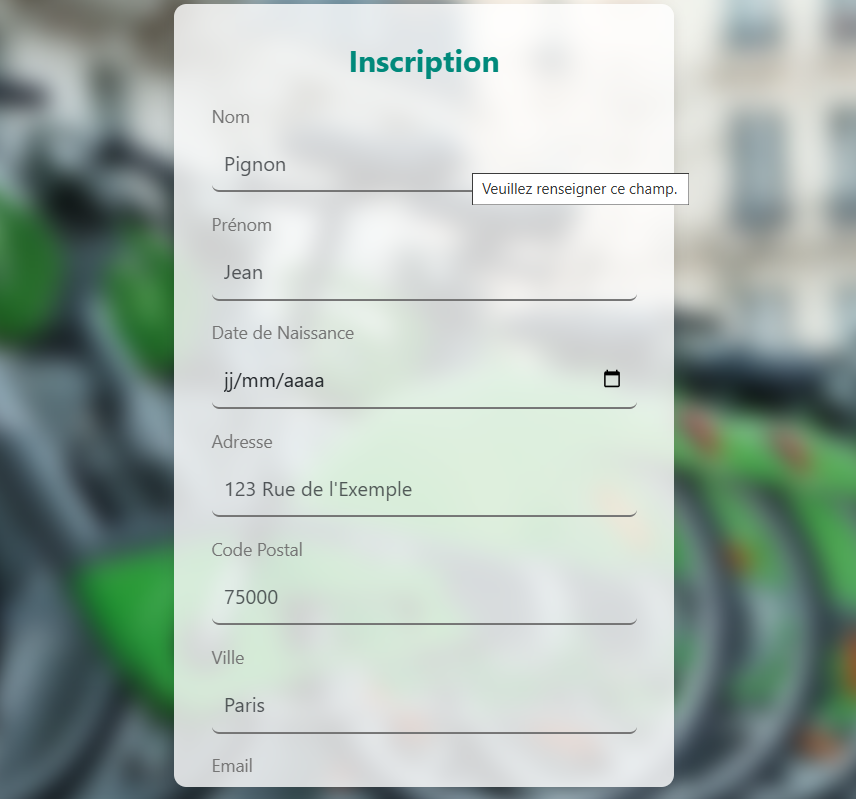 Inscription
Nom
Pignon
Veuillez renseigner ce champ.
Prénom
Jean
Date de Naissance
jj/mm/aaaa
Adresse
123 Rue de l'Exemple
Code Postal
75000
Ville
Paris
Email